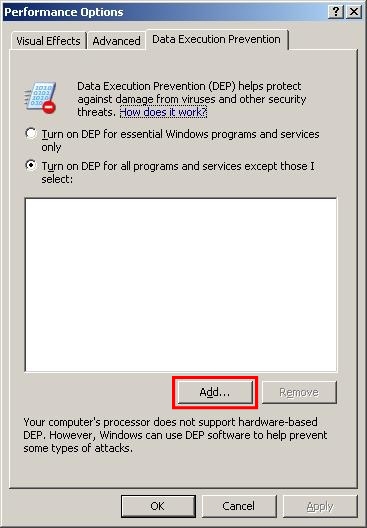 Performance Options
Visual Effects
Advanced
Data Execution Prevention
Data Execution Prevention (DEP) helps protect
against damage from viruses and other security
threats. How does it work?
Turn on DEP for essential Windows programs and services
only
Turn on DEP for all programs and services except those I
select:
Add...
Remove
Your computer's processor does not support hardware-based
DEP. However, Windows can use DEP software to help prevent
some types of attacks.
OK
Cancel
Apply